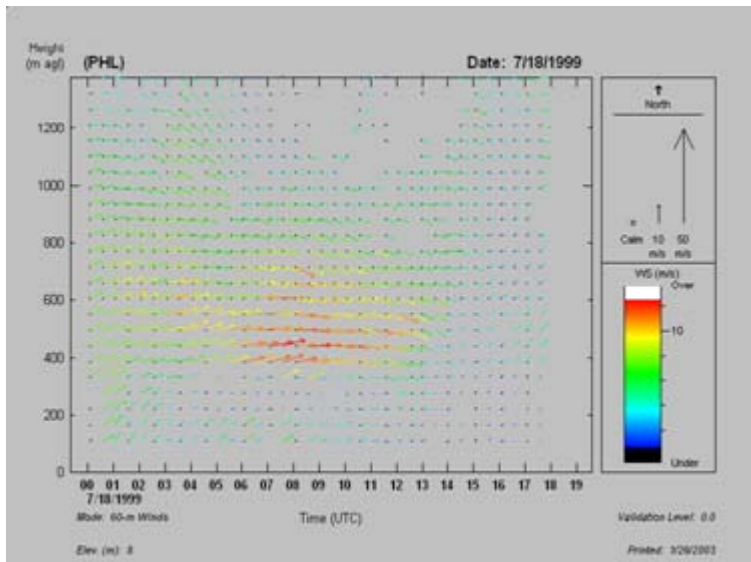 Height
(m agl)
(PHL)
Date: 7/18/1999
1200
1000
800
600
400
200
0
00 01 02 03 04 05 06 07 08 09 10 11 12 13 14 15 16 17 18 19
7/18/1999
Time (UTC)
Mode: 60-m Winds
Elev. (m): 8
North
Calm 10 50
m/s m/s
WS (m/s)
Over
10
Under
Validation Level: 0.0
Printed: